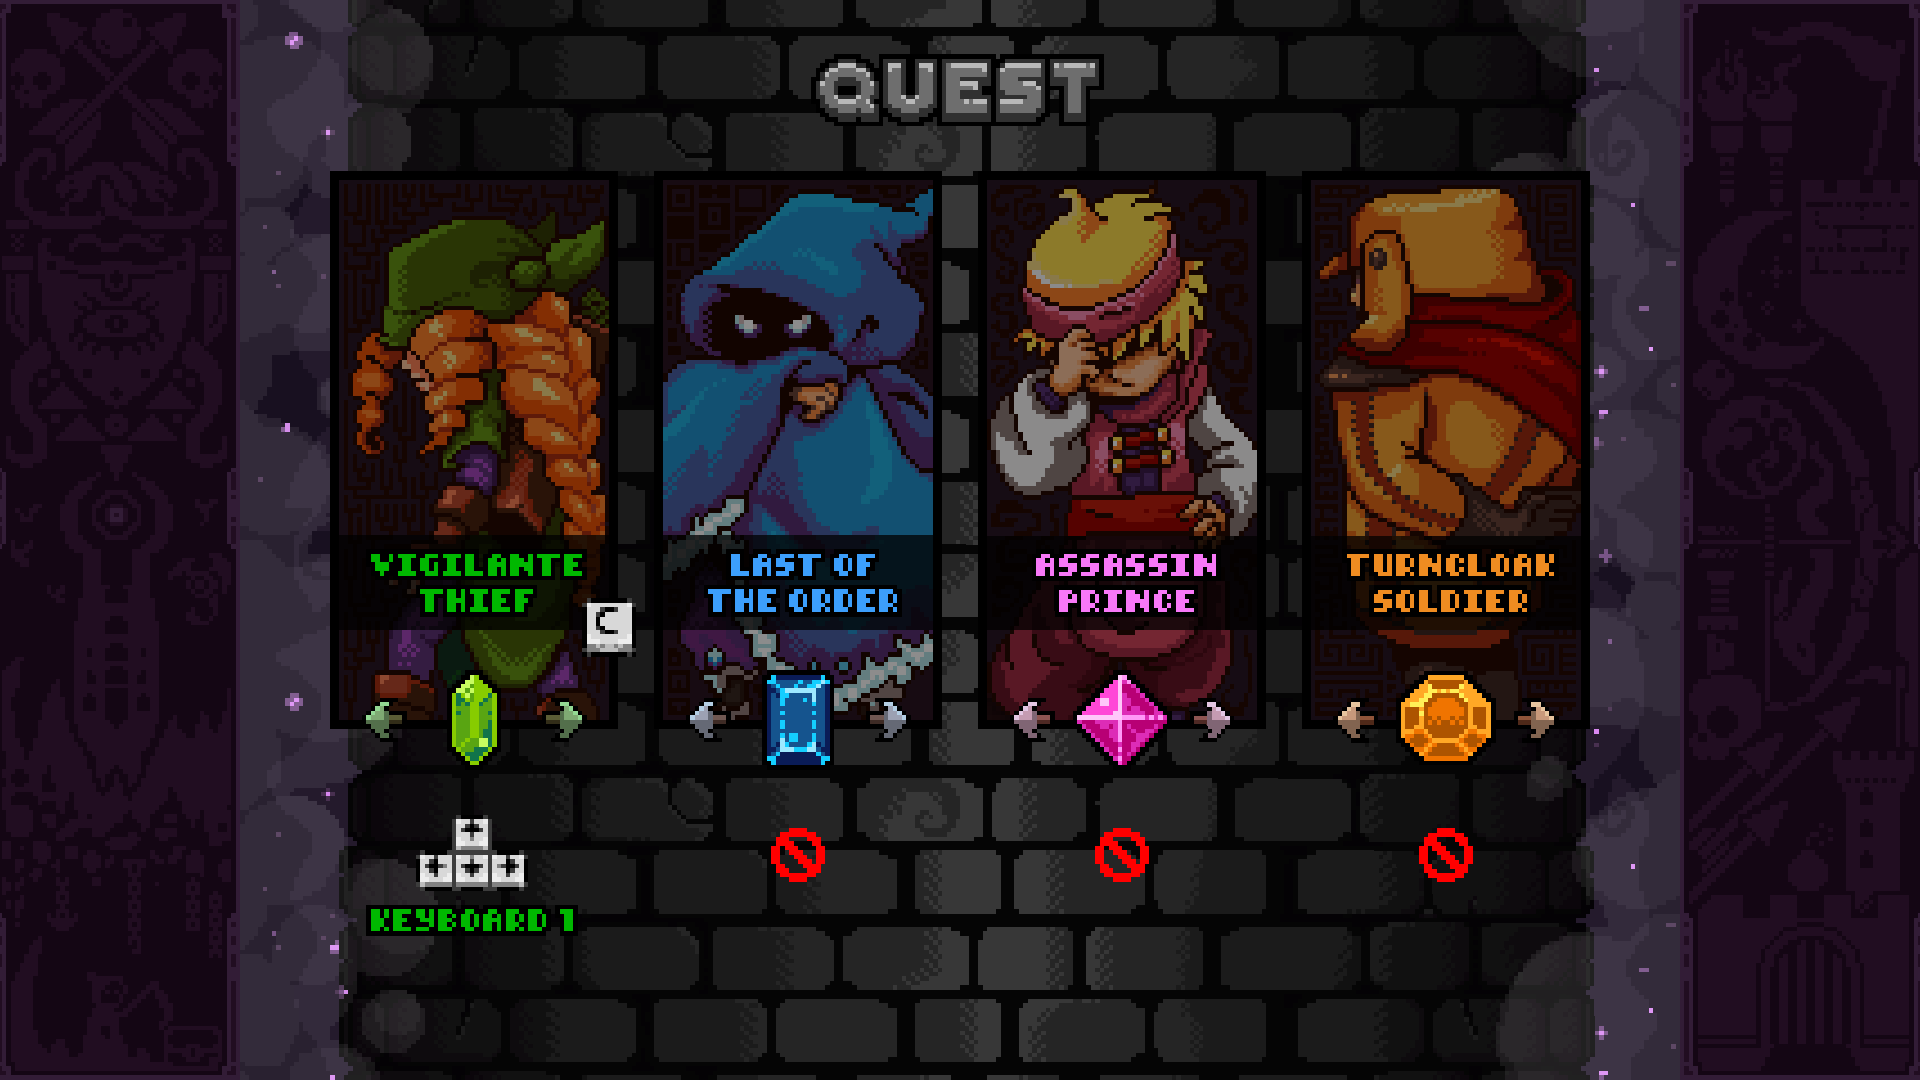 QUEST
VIGILANTE
THIEF
LAST OF
THE ORDER
ASSASSIN
PRINCE
TURNCLOAK
SOLDIER
C
KEYBOARD 1